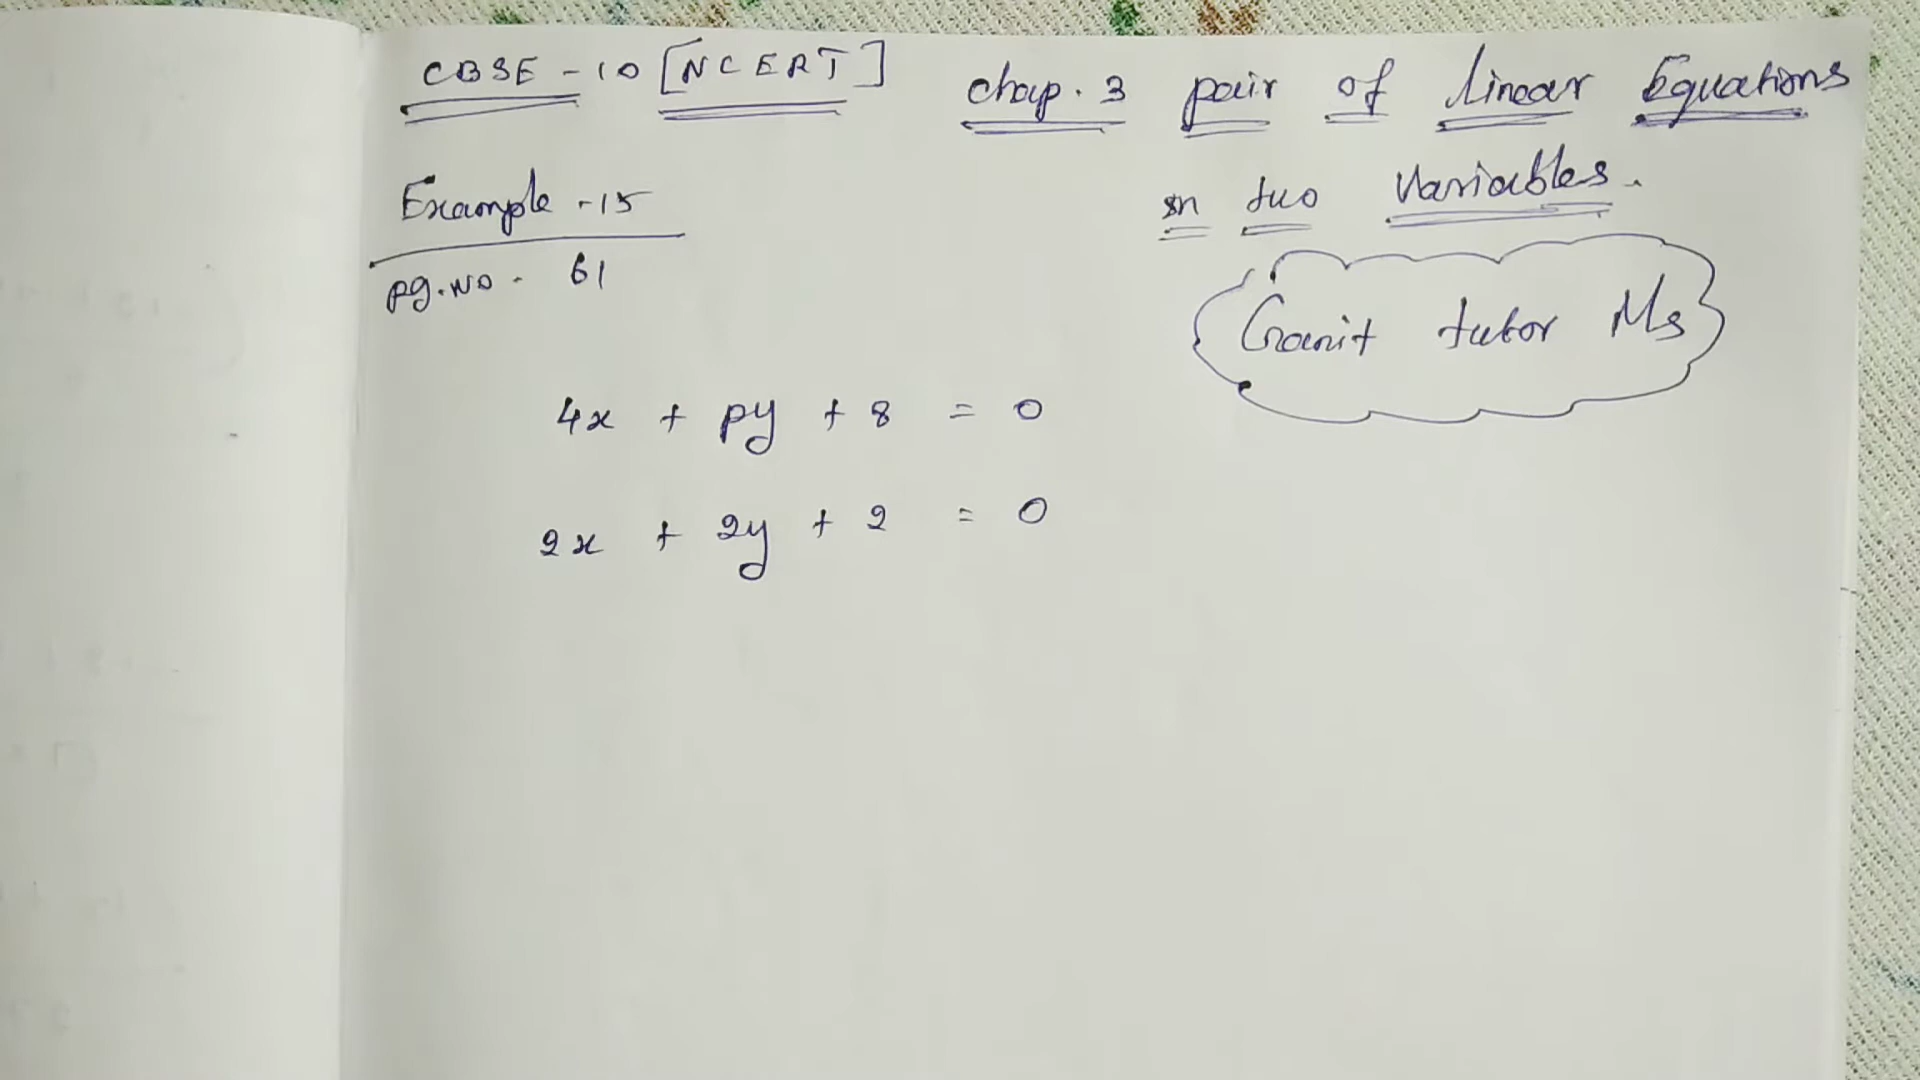 CBSE - 10 [NCERT] chap. 3 pair of linear Equations
in two Variables.
Example - 15
pg.no - 61
Ganit tutor Ms
4x + py + 8 = 0
2x + 2y + 2 = 0